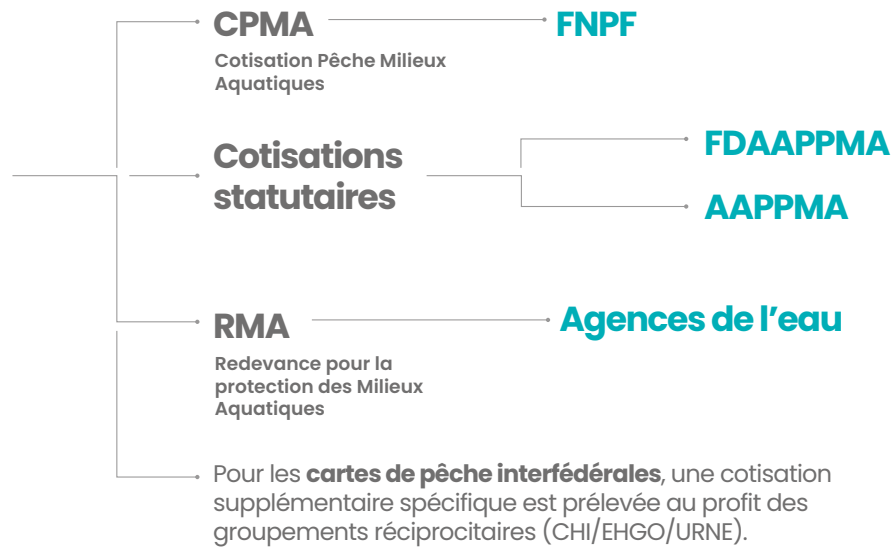 CPMA
FNPF
Cotisation Pêche Milieux
Aquatiques
Cotisations
statutaires
FDAAPPMA
AAPPMA
RMA
Agences de l'eau
Redevance pour la
protection des Milieux
Aquatiques
Pour les cartes de pêche interfédérales, une cotisation
supplémentaire spécifique est prélevée au profit des
groupements réciprocitaires (CHI/EHGO/URNE).